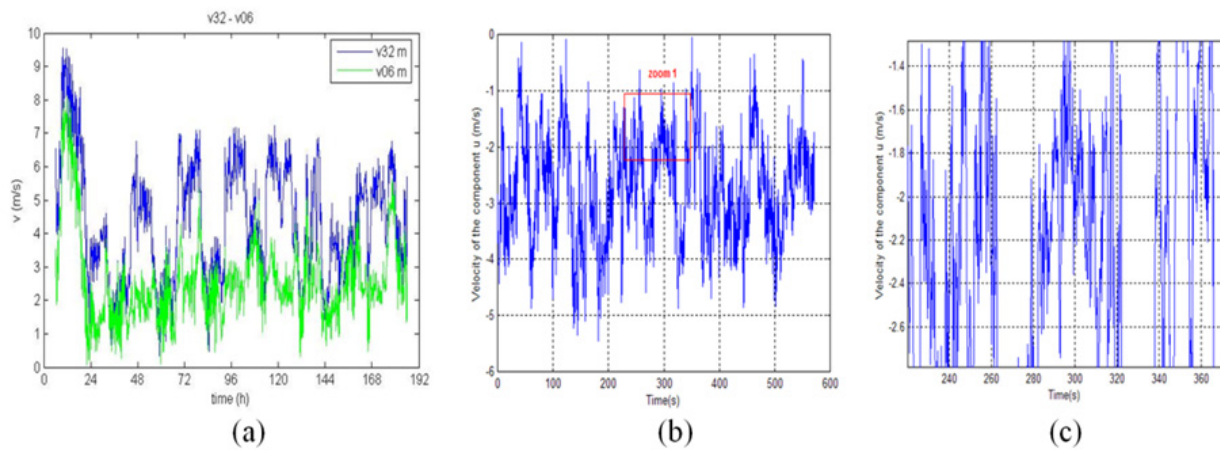 v32 - v06
10
9
8
7
6
5
4
3
2
1
0
v (m/s)
v32 m
v06 m
0 24 48 72 96 120 144 168 192
time (h)
(a)
0
-1
-2
-3
-4
-5
-6
Velocity of the component u (m/s)
zoom 1
0 100 200 300 400 500 600
Time(s)
(b)
-1.4
-1.6
-1.8
-2
-2.2
-2.4
-2.6
Velocity of the component u (m/s)
240 260 280 300 320 340 360
Time(s)
(c)